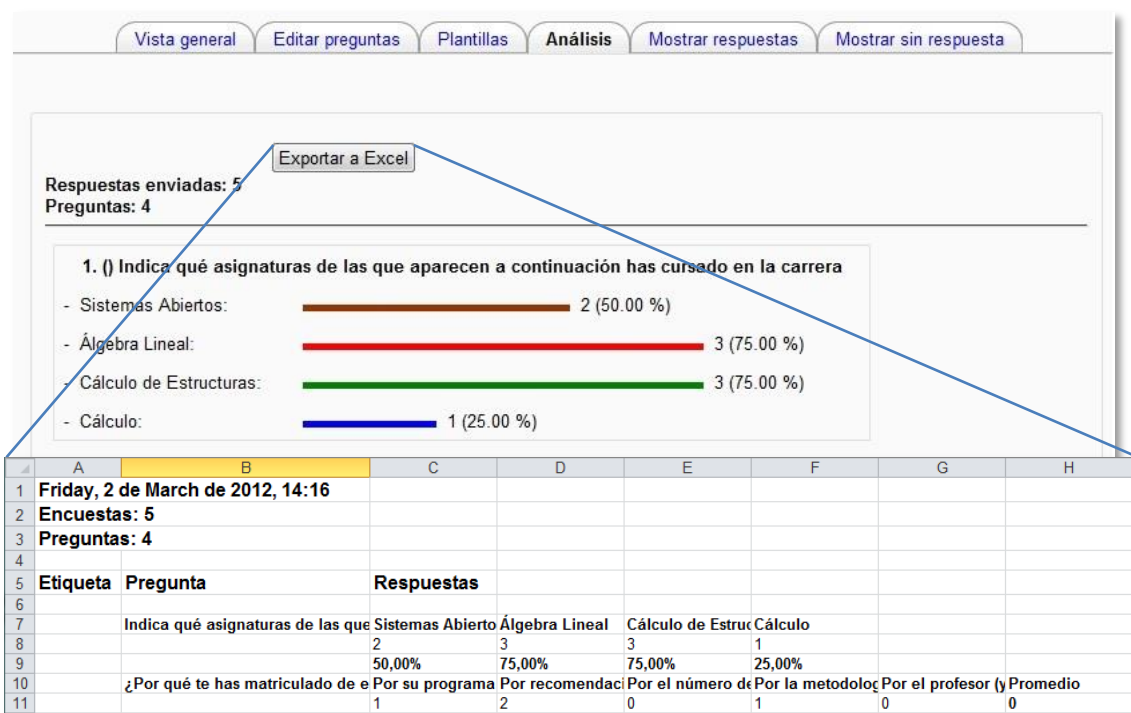 Vista general Editar preguntas Plantillas Análisis Mostrar respuestas Mostrar sin respuesta
Exportar a Excel
Respuestas enviadas: 5
Preguntas: 4
1. () Indica qué asignaturas de las que aparecen a continuación has cursado en la carrera
- Sistemas Abiertos: 2 (50.00 %)
- Álgebra Lineal: 3 (75.00 %)
- Cálculo de Estructuras: 3 (75.00 %)
- Cálculo: 1 (25.00 %)
A B C D E F G H
1 Friday, 2 de March de 2012, 14:16
2 Encuestas: 5
3 Preguntas: 4
4
5 Etiqueta Pregunta Respuestas
6
7 Indica qué asignaturas de las que Sistemas Abierto Álgebra Lineal Cálculo de Estruc Cálculo
8 2 3 3 1
9 50,00% 75,00% 75,00% 25,00%
10 ¿Por qué te has matriculado de e Por su programa Por recomendaci Por el número de Por la metodolog Por el profesor (y Promedio
11 1 2 0 1 0 0